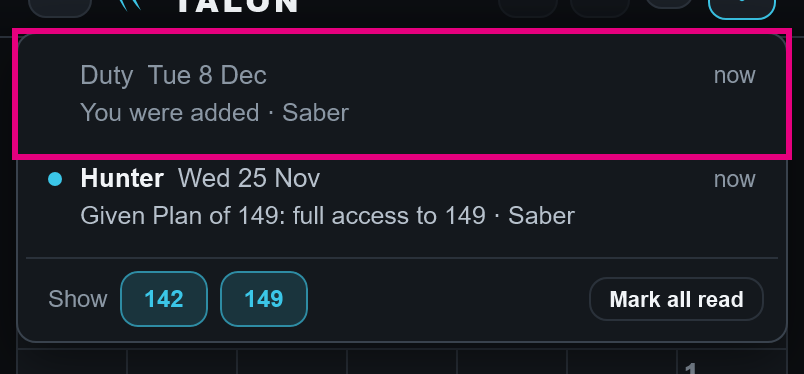 TALON
Duty Tue 8 Dec now
You were added · Saber
Hunter Wed 25 Nov now
Given Plan of 149: full access to 149 · Saber
Show 142 149 Mark all read
1